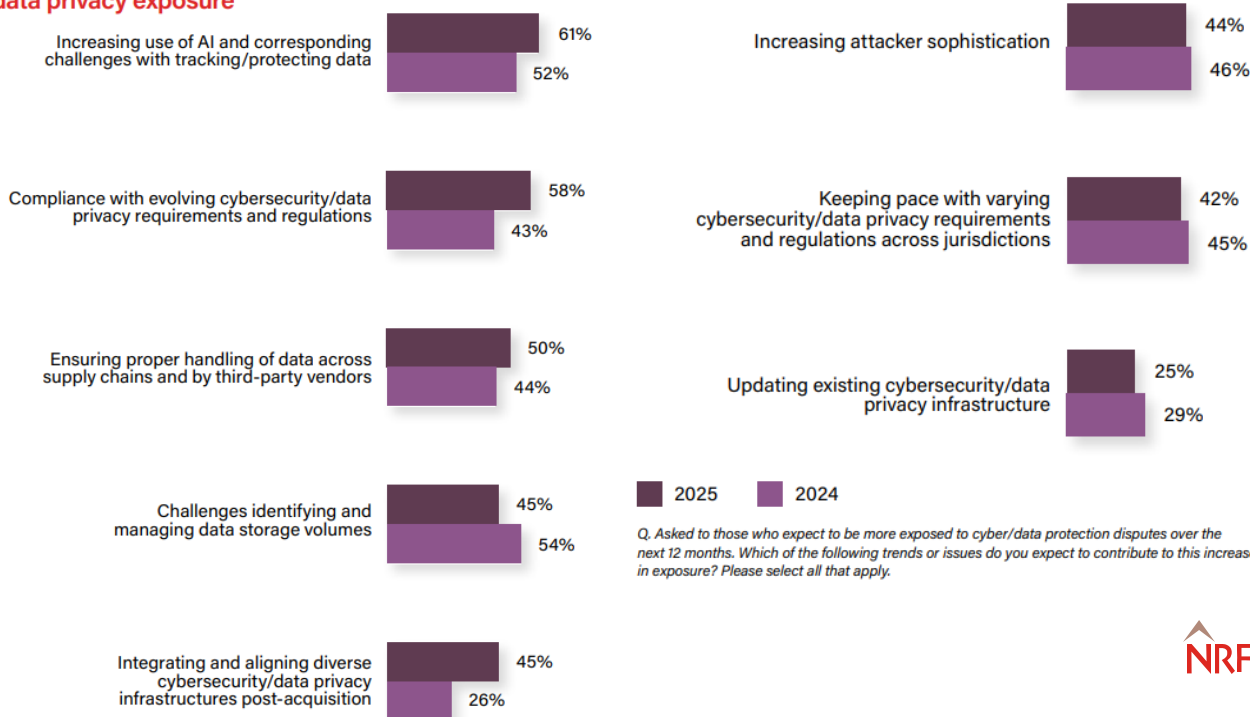 data privacy exposure
Increasing use of AI and corresponding
challenges with tracking/protecting data
61%
52%
Compliance with evolving cybersecurity/data
privacy requirements and regulations
58%
43%
Ensuring proper handling of data across
supply chains and by third-party vendors
50%
44%
Challenges identifying and
managing data storage volumes
45%
54%
Integrating and aligning diverse
cybersecurity/data privacy
infrastructures post-acquisition
45%
26%
Increasing attacker sophistication
44%
46%
Keeping pace with varying
cybersecurity/data privacy requirements
and regulations across jurisdictions
42%
45%
Updating existing cybersecurity/data
privacy infrastructure
25%
29%
2025
2024
Q. Asked to those who expect to be more exposed to cyber/data protection disputes over the
next 12 months. Which of the following trends or issues do you expect to contribute to this increase
in exposure? Please select all that apply.
NRF